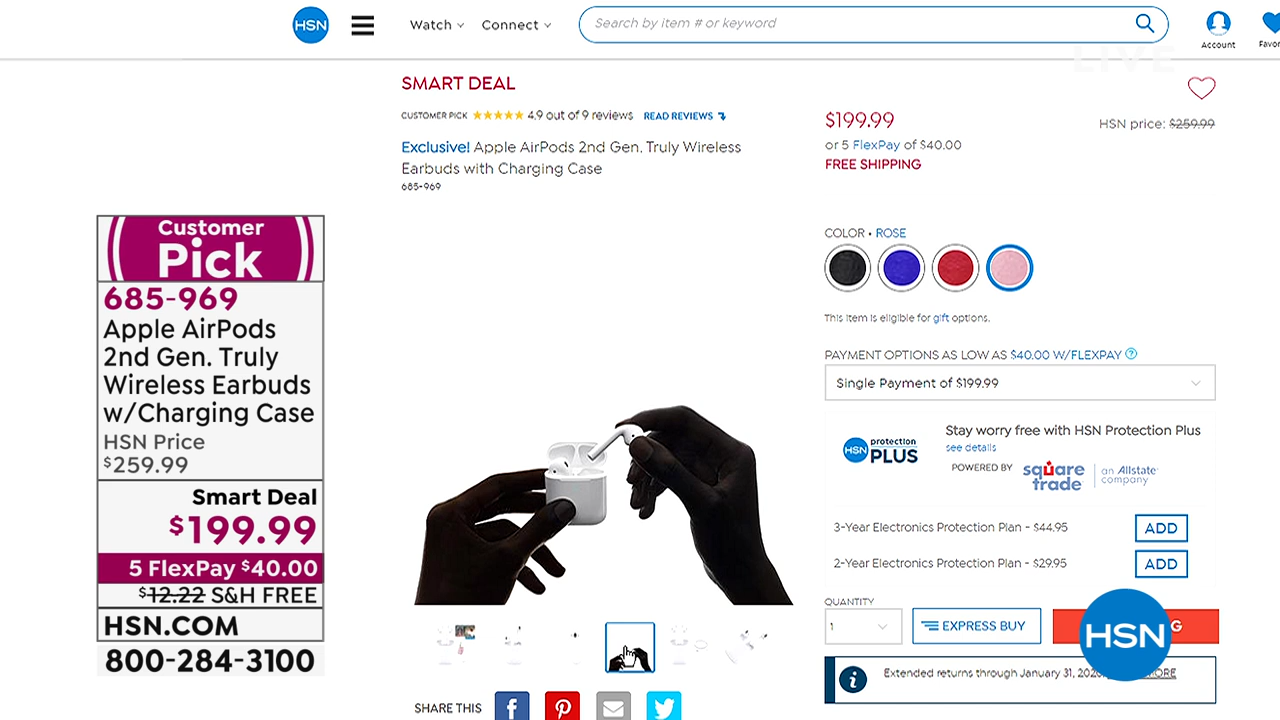 HSN
Watch
Connect
Search by item # or keyword
Account
LIVE
SMART DEAL
CUSTOMER PICK 4.9 out of 9 reviews READ REVIEWS
Exclusive! Apple AirPods 2nd Gen, Truly Wireless
Earbuds with Charging Case
685-969
$199.99
HSN price: $259.99
or 5 FlexPay of $40.00
FREE SHIPPING
COLOR • ROSE
This item is eligible for gift options.
PAYMENT OPTIONS AS LOW AS $40.00 W/FLEXPAY ?
Single Payment of $199.99
HSN protection PLUS
Stay worry free with HSN Protection Plus
see details
POWERED BY square trade | an Allstate company
3-Year Electronics Protection Plan - $44.95 ADD
2-Year Electronics Protection Plan - $29.95 ADD
QUANTITY
1
EXPRESS BUY
HSN
Extended returns through January 31, 2020.
SHARE THIS
Customer
Pick
685-969
Apple AirPods
2nd Gen. Truly
Wireless Earbuds
w/Charging Case
HSN Price
$259.99
Smart Deal
$199.99
5 FlexPay $40.00
$12.22 S&H FREE
HSN.COM
800-284-3100